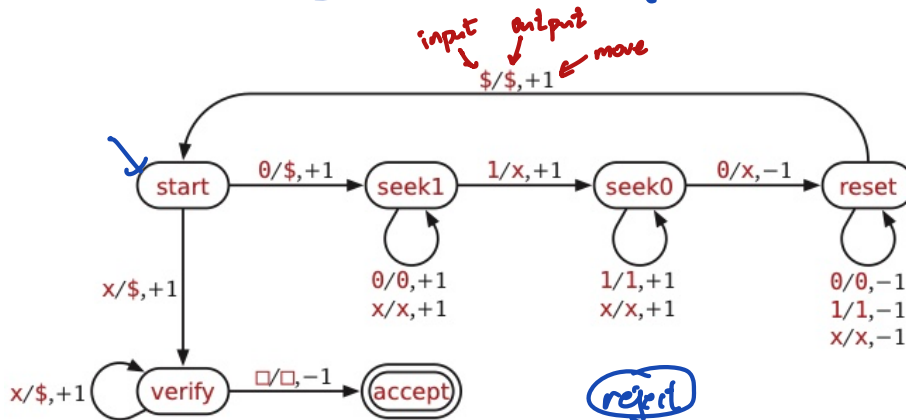 input output
move
$/$,+1
start 0/$,+1 seek1 1/x,+1 seek0 0/x,-1 reset
x/$,+1
0/0,+1 1/1,+1 0/0,-1
x/x,+1 x/x,+1 1/1,-1
x/x,-1
x/$,+1 verify □/□,-1 accept reject